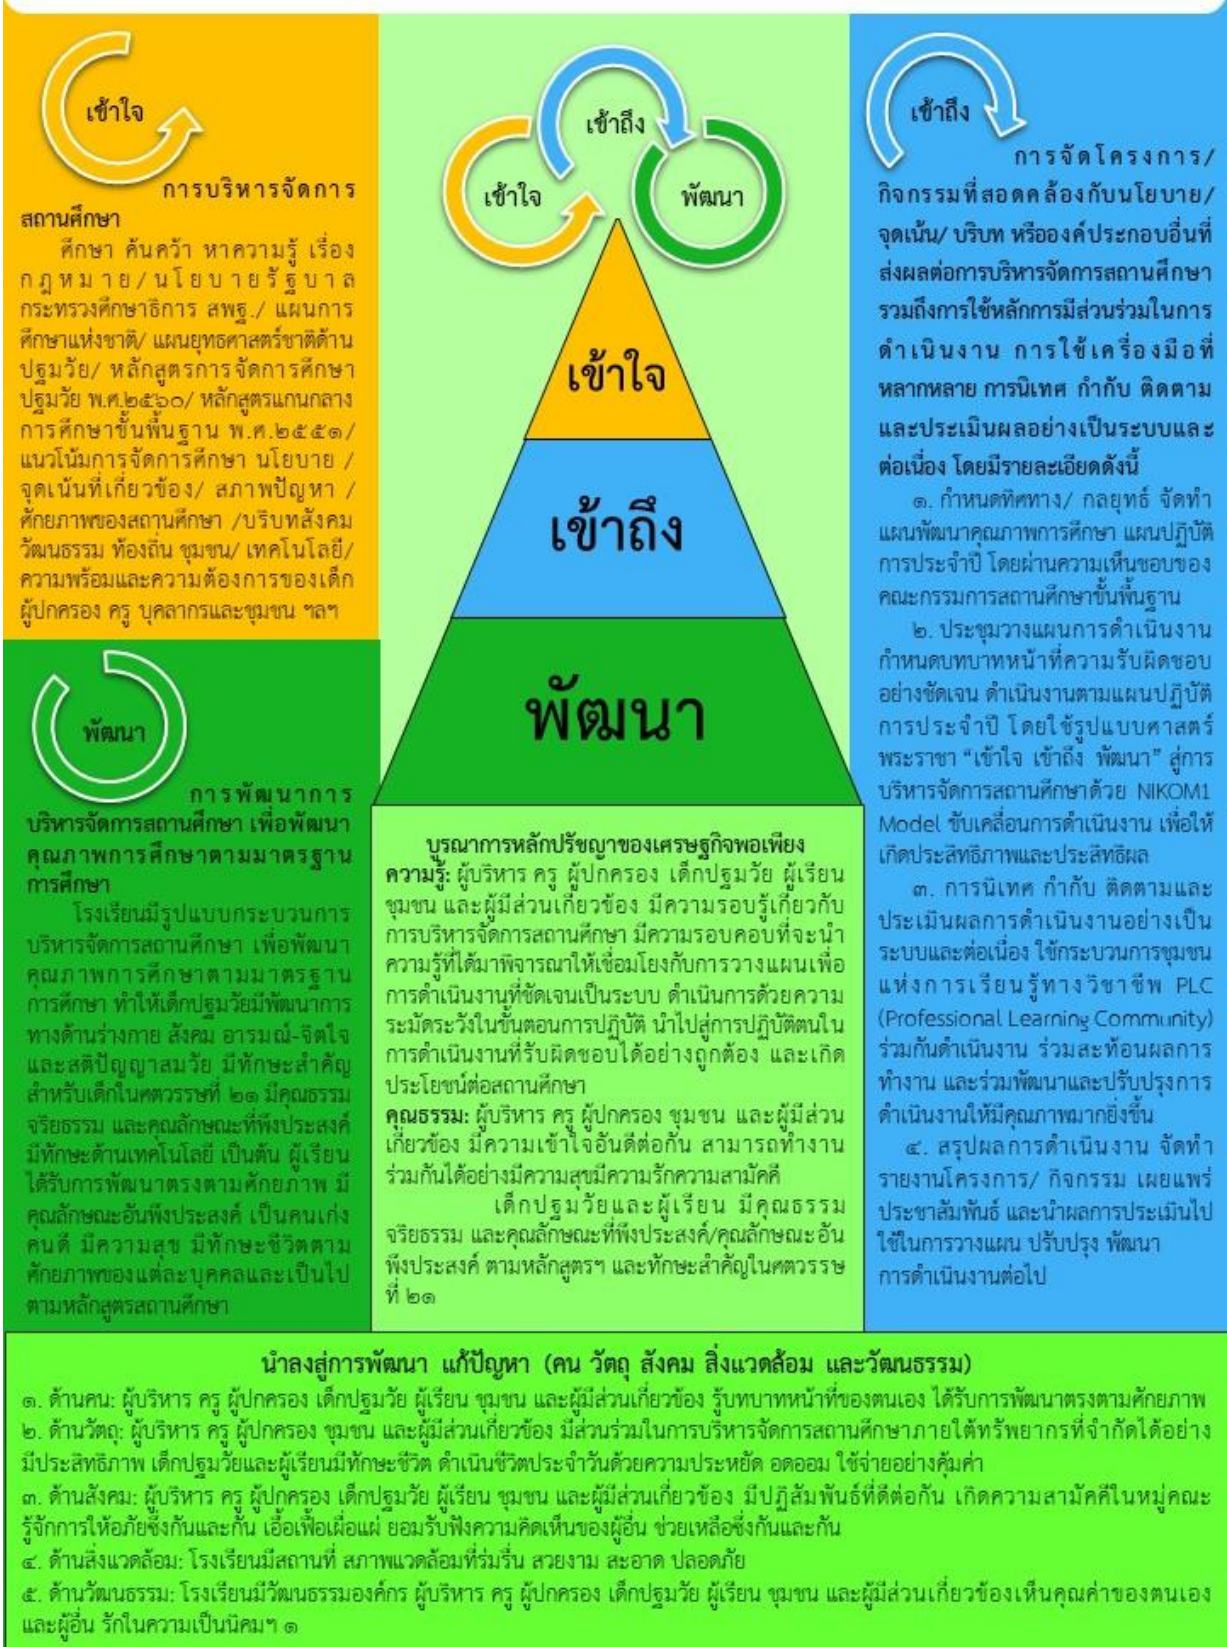 เข้าใจ
การบริหารจัดการ
สถานศึกษา
ศึกษา ค้นคว้า หาความรู้ เรื่อง
กฎหมาย/นโยบายรัฐบาล
กระทรวงศึกษาธิการ สพฐ./ แผนการ
ศึกษาแห่งชาติ/ แผนยุทธศาสตร์ชาติด้าน
ปฐมวัย/ หลักสูตรการจัดการศึกษา
ปฐมวัย พ.ศ.๒๕๖๐/ หลักสูตรแกนกลาง
การศึกษาขั้นพื้นฐาน พ.ศ.๒๕๕๑/
แนวโน้มการจัดการศึกษา นโยบาย /
จุดเน้นที่เกี่ยวข้อง/ สภาพปัญหา /
ศักยภาพของสถานศึกษา /บริบทสังคม
วัฒนธรรม ท้องถิ่น ชุมชน/ เทคโนโลยี/
ความพร้อมและความต้องการของเด็ก
ผู้ปกครอง ครู บุคลากรและชุมชน ฯลฯ
พัฒนา
การพัฒนาการ
บริหารจัดการสถานศึกษา เพื่อพัฒนา
คุณภาพการศึกษาตามมาตรฐาน
การศึกษา
โรงเรียนมีรูปแบบกระบวนการ
บริหารจัดการสถานศึกษา เพื่อพัฒนา
คุณภาพการศึกษาตามมาตรฐาน
การศึกษา ทำให้เด็กปฐมวัยมีพัฒนาการ
ทางด้านร่างกาย สังคม อารมณ์-จิตใจ
และสติปัญญาสมวัย มีทักษะสำคัญ
สำหรับเด็กในศตวรรษที่ ๒๑ มีคุณธรรม
จริยธรรม และคุณลักษณะที่พึงประสงค์
มีทักษะด้านเทคโนโลยี เป็นต้น ผู้เรียน
ได้รับการพัฒนาตรงตามศักยภาพ มี
คุณลักษณะอันพึงประสงค์ เป็นคนเก่ง
คนดี มีความสุข มีทักษะชีวิตตาม
ศักยภาพของแต่ละบุคคลและเป็นไป
ตามหลักสูตรสถานศึกษา
เข้าใจ
เข้าถึง
พัฒนา
เข้าใจ
เข้าถึง
พัฒนา
บูรณาการหลักปรัชญาของเศรษฐกิจพอเพียง
ความรู้: ผู้บริหาร ครู ผู้ปกครอง เด็กปฐมวัย ผู้เรียน
ชุมชน และผู้มีส่วนเกี่ยวข้อง มีความรอบรู้เกี่ยวกับ
การบริหารจัดการสถานศึกษา มีความรอบคอบที่จะนำ
ความรู้ที่ได้มาพิจารณาให้เชื่อมโยงกับการวางแผนเพื่อ
การดำเนินงานที่ชัดเจนเป็นระบบ ดำเนินการด้วยความ
ระมัดระวังในขั้นตอนการปฏิบัติ นำไปสู่การปฏิบัติตนใน
การดำเนินงานที่รับผิดชอบได้อย่างถูกต้อง และเกิด
ประโยชน์ต่อสถานศึกษา
คุณธรรม: ผู้บริหาร ครู ผู้ปกครอง ชุมชน และผู้มีส่วน
เกี่ยวข้อง มีความเข้าใจอันดีต่อกัน สามารถทำงาน
ร่วมกันได้อย่างมีความสุขมีความรักความสามัคคี
เด็กปฐมวัยและผู้เรียน มีคุณธรรม
จริยธรรม และคุณลักษณะที่พึงประสงค์/คุณลักษณะอัน
พึงประสงค์ ตามหลักสูตรฯ และทักษะสำคัญในศตวรรษ
ที่ ๒๑
เข้าถึง
การจัดโครงการ/
กิจกรรมที่สอดคล้องกับนโยบาย/
จุดเน้น/ บริบท หรือองค์ประกอบอื่นที่
ส่งผลต่อการบริหารจัดการสถานศึกษา
รวมถึงการใช้หลักการมีส่วนร่วมในการ
ดำเนินงาน การใช้เครื่องมือที่
หลากหลาย การนิเทศ กำกับ ติดตาม
และประเมินผลอย่างเป็นระบบและ
ต่อเนื่อง โดยมีรายละเอียดดังนี้
๑. กำหนดทิศทาง/ กลยุทธ์ จัดทำ
แผนพัฒนาคุณภาพการศึกษา แผนปฏิบัติ
การประจำปี โดยผ่านความเห็นชอบของ
คณะกรรมการสถานศึกษาขั้นพื้นฐาน
๒. ประชุมวางแผนการดำเนินงาน
กำหนดบทบาทหน้าที่ความรับผิดชอบ
อย่างชัดเจน ดำเนินงานตามแผนปฏิบัติ
การประจำปี โดยใช้รูปแบบศาสตร์
พระราชา "เข้าใจ เข้าถึง พัฒนา" สู่การ
บริหารจัดการสถานศึกษาด้วย NIKOM1
Model ขับเคลื่อนการดำเนินงาน เพื่อให้
เกิดประสิทธิภาพและประสิทธิผล
๓. การนิเทศ กำกับ ติดตามและ
ประเมินผลการดำเนินงานอย่างเป็น
ระบบและต่อเนื่อง ใช้กระบวนการชุมชน
แห่งการเรียนรู้ทางวิชาชีพ PLC
(Professional Learning Community)
ร่วมกันดำเนินงาน ร่วมสะท้อนผลการ
ทำงาน และร่วมพัฒนาและปรับปรุงการ
ดำเนินงานให้มีคุณภาพมากยิ่งขึ้น
๔. สรุปผลการดำเนินงาน จัดทำ
รายงานโครงการ/ กิจกรรม เผยแพร่
ประชาสัมพันธ์ และนำผลการประเมินไป
ใช้ในการวางแผน ปรับปรุง พัฒนา
การดำเนินงานต่อไป
นำลงสู่การพัฒนา แก้ปัญหา (คน วัตถุ สังคม สิ่งแวดล้อม และวัฒนธรรม)
๑. ด้านคน: ผู้บริหาร ครู ผู้ปกครอง เด็กปฐมวัย ผู้เรียน ชุมชน และผู้มีส่วนเกี่ยวข้อง รู้บทบาทหน้าที่ของตนเอง ได้รับการพัฒนาตรงตามศักยภาพ
๒. ด้านวัตถุ: ผู้บริหาร ครู ผู้ปกครอง ชุมชน และผู้มีส่วนเกี่ยวข้อง มีส่วนร่วมในการบริหารจัดการสถานศึกษาภายใต้ทรัพยากรที่จำกัดได้อย่าง
มีประสิทธิภาพ เด็กปฐมวัยและผู้เรียนมีทักษะชีวิต ดำเนินชีวิตประจำวันด้วยความประหยัด อดออม ใช้จ่ายอย่างคุ้มค่า
๓. ด้านสังคม: ผู้บริหาร ครู ผู้ปกครอง เด็กปฐมวัย ผู้เรียน ชุมชน และผู้มีส่วนเกี่ยวข้อง มีปฏิสัมพันธ์ที่ดีต่อกัน เกิดความสามัคคีในหมู่คณะ
รู้จักการให้อภัยซึ่งกันและกัน เอื้อเฟื้อเผื่อแผ่ ยอมรับฟังความคิดเห็นของผู้อื่น ช่วยเหลือซึ่งกันและกัน
๔. ด้านสิ่งแวดล้อม: โรงเรียนมีสถานที่ สภาพแวดล้อมที่ร่มรื่น สวยงาม สะอาด ปลอดภัย
๕. ด้านวัฒนธรรม: โรงเรียนมีวัฒนธรรมองค์กร ผู้บริหาร ครู ผู้ปกครอง เด็กปฐมวัย ผู้เรียน ชุมชน และผู้มีส่วนเกี่ยวข้องเห็นคุณค่าของตนเอง
และผู้อื่น รักในความเป็นนิคมฯ ๑